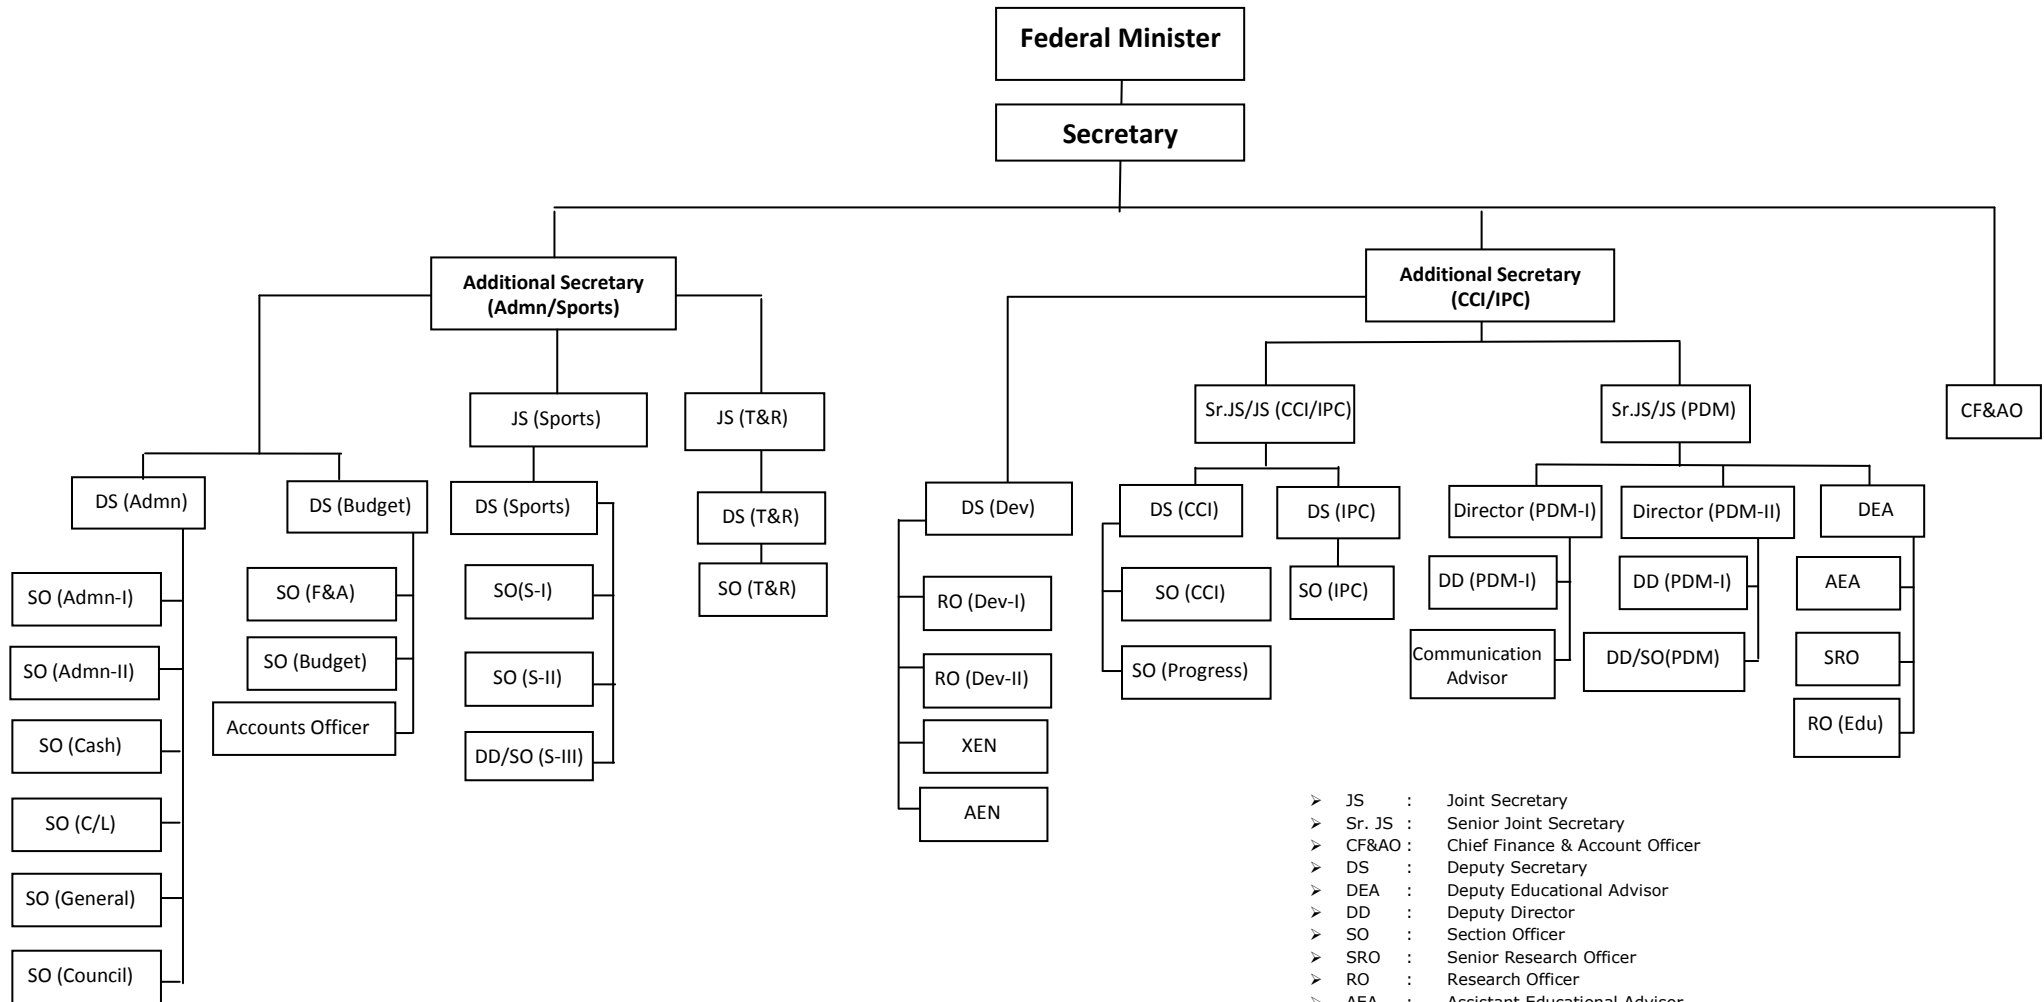 Federal Minister
Secretary
Additional Secretary
(Admn/Sports)
Additional Secretary
(CCI/IPC)
JS (Sports)
JS (T&R)
Sr.JS/JS (CCI/IPC)
Sr.JS/JS (PDM)
CF&AO
DS (Admn)
DS (Budget)
DS (Sports)
DS (T&R)
DS (Dev)
DS (CCI)
DS (IPC)
Director (PDM-I)
Director (PDM-II)
DEA
SO (Admn-I)
SO (F&A)
SO(S-I)
SO (T&R)
RO (Dev-I)
SO (CCI)
SO (IPC)
DD (PDM-I)
DD (PDM-I)
AEA
SO (Admn-II)
SO (Budget)
SO (S-II)
RO (Dev-II)
SO (Progress)
Communication
Advisor
DD/SO(PDM)
SRO
SO (Cash)
Accounts Officer
DD/SO (S-III)
XEN
RO (Edu)
SO (C/L)
AEN
SO (General)
SO (Council)
➢ JS : Joint Secretary
➢ Sr. JS : Senior Joint Secretary
➢ CF&AO : Chief Finance & Account Officer
➢ DS : Deputy Secretary
➢ DEA : Deputy Educational Advisor
➢ DD : Deputy Director
➢ SO : Section Officer
➢ SRO : Senior Research Officer
➢ RO : Research Officer
➢ AEA : Assistant Educational Advisor